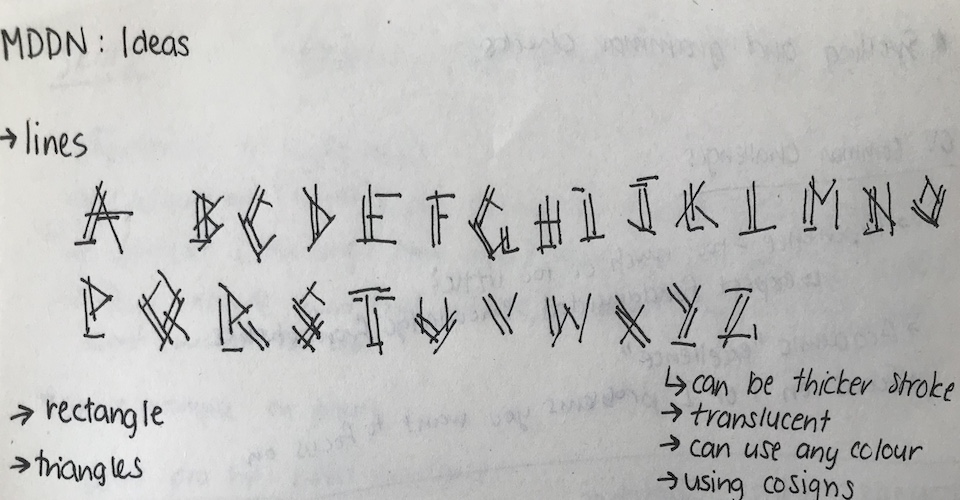 MDDN: Ideas
→ lines
A B C D E F G H I J K L M N O
P Q R S T U V W X Y Z
→ rectangle
→ triangles
↳ can be thicker stroke
→ translucent
→ can use any colour
→ using cosigns